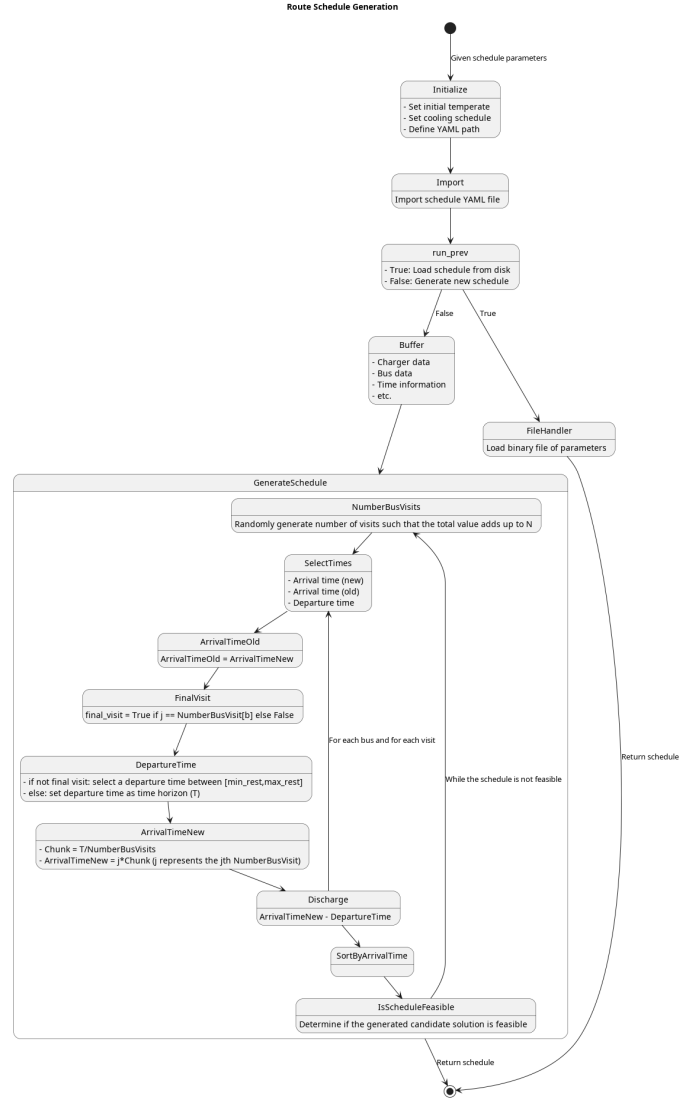 Route Schedule Generation
Given schedule parameters
Initialize
- Set initial temperate
- Set cooling schedule
- Define YAML path
Import
Import schedule YAML file
run_prev
- True: Load schedule from disk
- False: Generate new schedule
False
True
Buffer
- Charger data
- Bus data
- Time information
- etc.
FileHandler
Load binary file of parameters
GenerateSchedule
NumberBusVisits
Randomly generate number of visits such that the total value adds up to N
SelectTimes
- Arrival time (new)
- Arrival time (old)
- Departure time
ArrivalTimeOld
ArrivalTimeOld = ArrivalTimeNew
FinalVisit
final_visit = True if j == NumberBusVisit[b] else False
For each bus and for each visit
Return schedule
DepartureTime
- if not final visit: select a departure time between [min_rest,max_rest]
- else: set departure time as time horizon (T)
While the schedule is not feasible
ArrivalTimeNew
- Chunk = T/NumberBusVisits
- ArrivalTimeNew = j*Chunk (j represents the jth NumberBusVisit)
Discharge
ArrivalTimeNew - DepartureTime
SortByArrivalTime
IsScheduleFeasible
Determine if the generated candidate solution is feasible
Return schedule